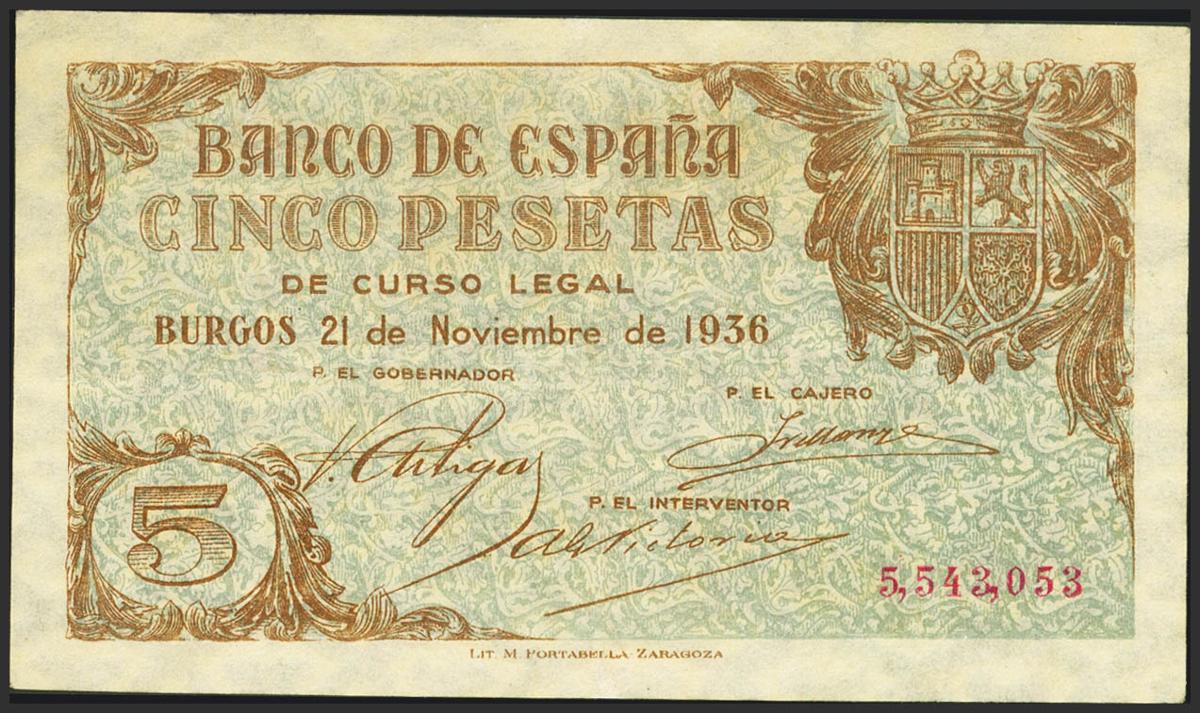 BANCO DE ESPAÑA
CINCO PESETAS
DE CURSO LEGAL
BURGOS 21 de Noviembre de 1936
P. EL GOBERNADOR
P. EL CAJERO
P. EL INTERVENTOR
5
5,543,053
LIT. M. PORTABELLA-ZARAGOZA